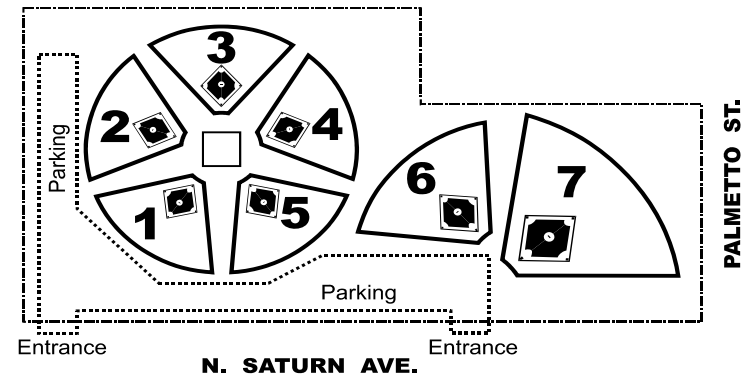 3
2
4
Parking
6
7
1
5
PALMETTO ST.
Parking
Entrance
Entrance
N. SATURN AVE.